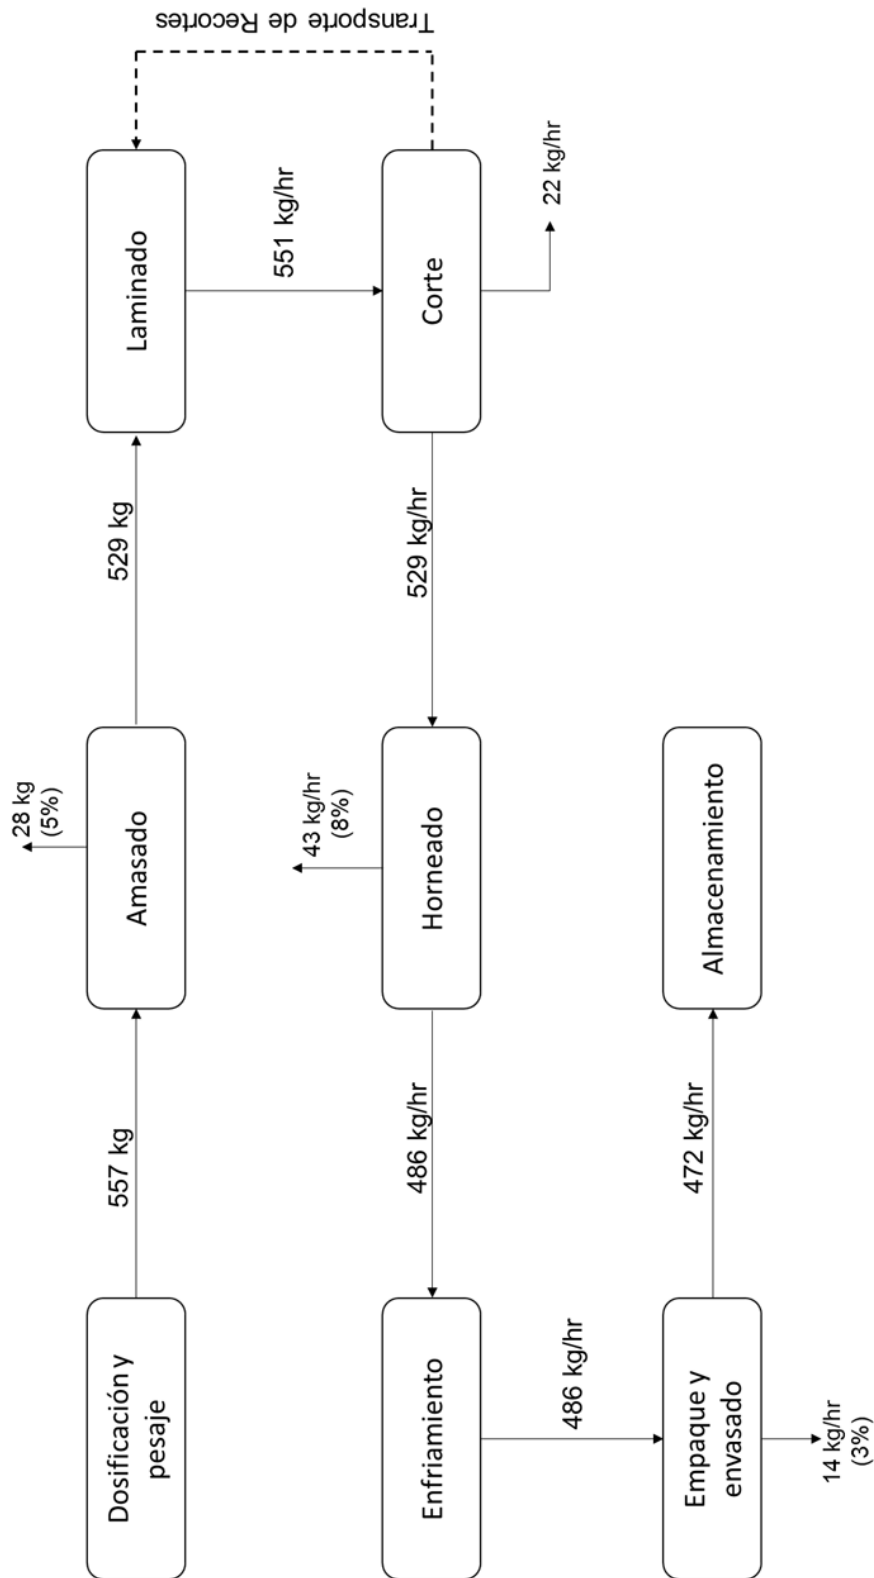 Dosificación y
pesaje
557 kg
Amasado
28 kg
(5%)
529 kg
Laminado
Transporte de Recortes
551 kg/hr
Corte
22 kg/hr
529 kg/hr
Horneado
43 kg/hr
(8%)
486 kg/hr
Enfriamiento
486 kg/hr
Empaque y
envasado
14 kg/hr
(3%)
472 kg/hr
Almacenamiento